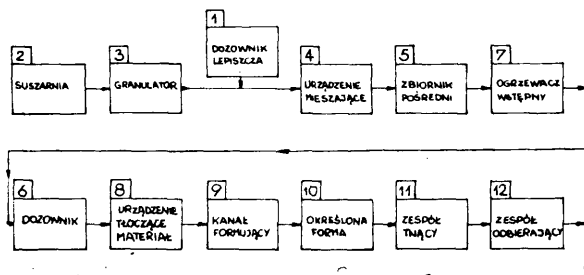 1
DOZOWNIK
LEPISZCZA
2
SUSZARNIA
3
GRANULATOR
4
URZĄDZENIE
MIESZAJĄCE
5
ZBIORNIK
POŚREDNI
7
OGRZEWACZ
WSTĘPNY
6
DOZOWNIK
8
URZĄDZENIE
TŁOCZĄCE
MATERIAŁ
9
KANAŁ
FORMUJĄCY
10
OKREŚLONA
FORMA
11
ZESPÓŁ
TNĄCY
12
ZESPÓŁ
ODBIERAJĄCY